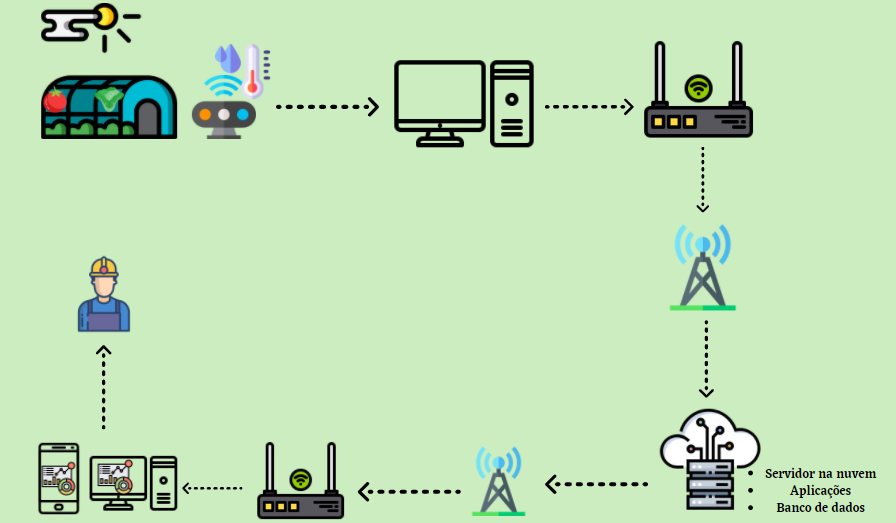 Servidor na nuvem
Aplicações
Banco de dados